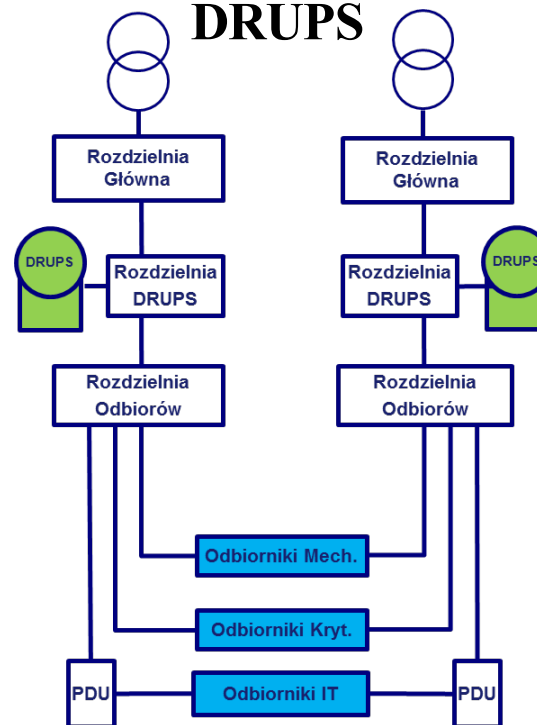 DRUPS
Rozdzielnia
Główna
Rozdzielnia
Główna
DRUPS
Rozdzielnia
DRUPS
Rozdzielnia
DRUPS
DRUPS
Rozdzielnia
Odbiorów
Rozdzielnia
Odbiorów
Odbiorniki Mech.
Odbiorniki Kryt.
PDU
Odbiorniki IT
PDU